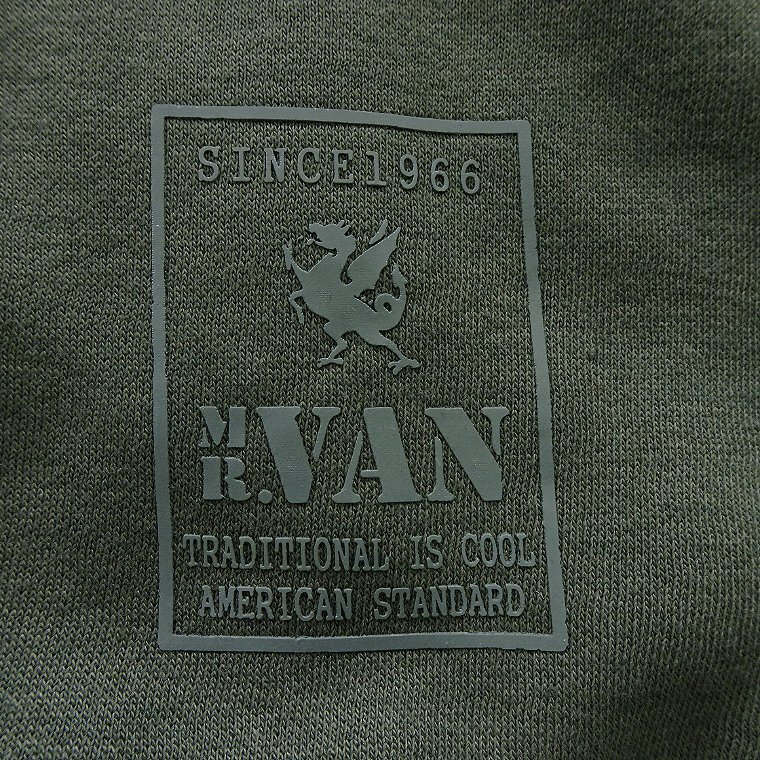 SINCE1966
MR.VAN
TRADITIONAL IS COOL
AMERICAN STANDARD